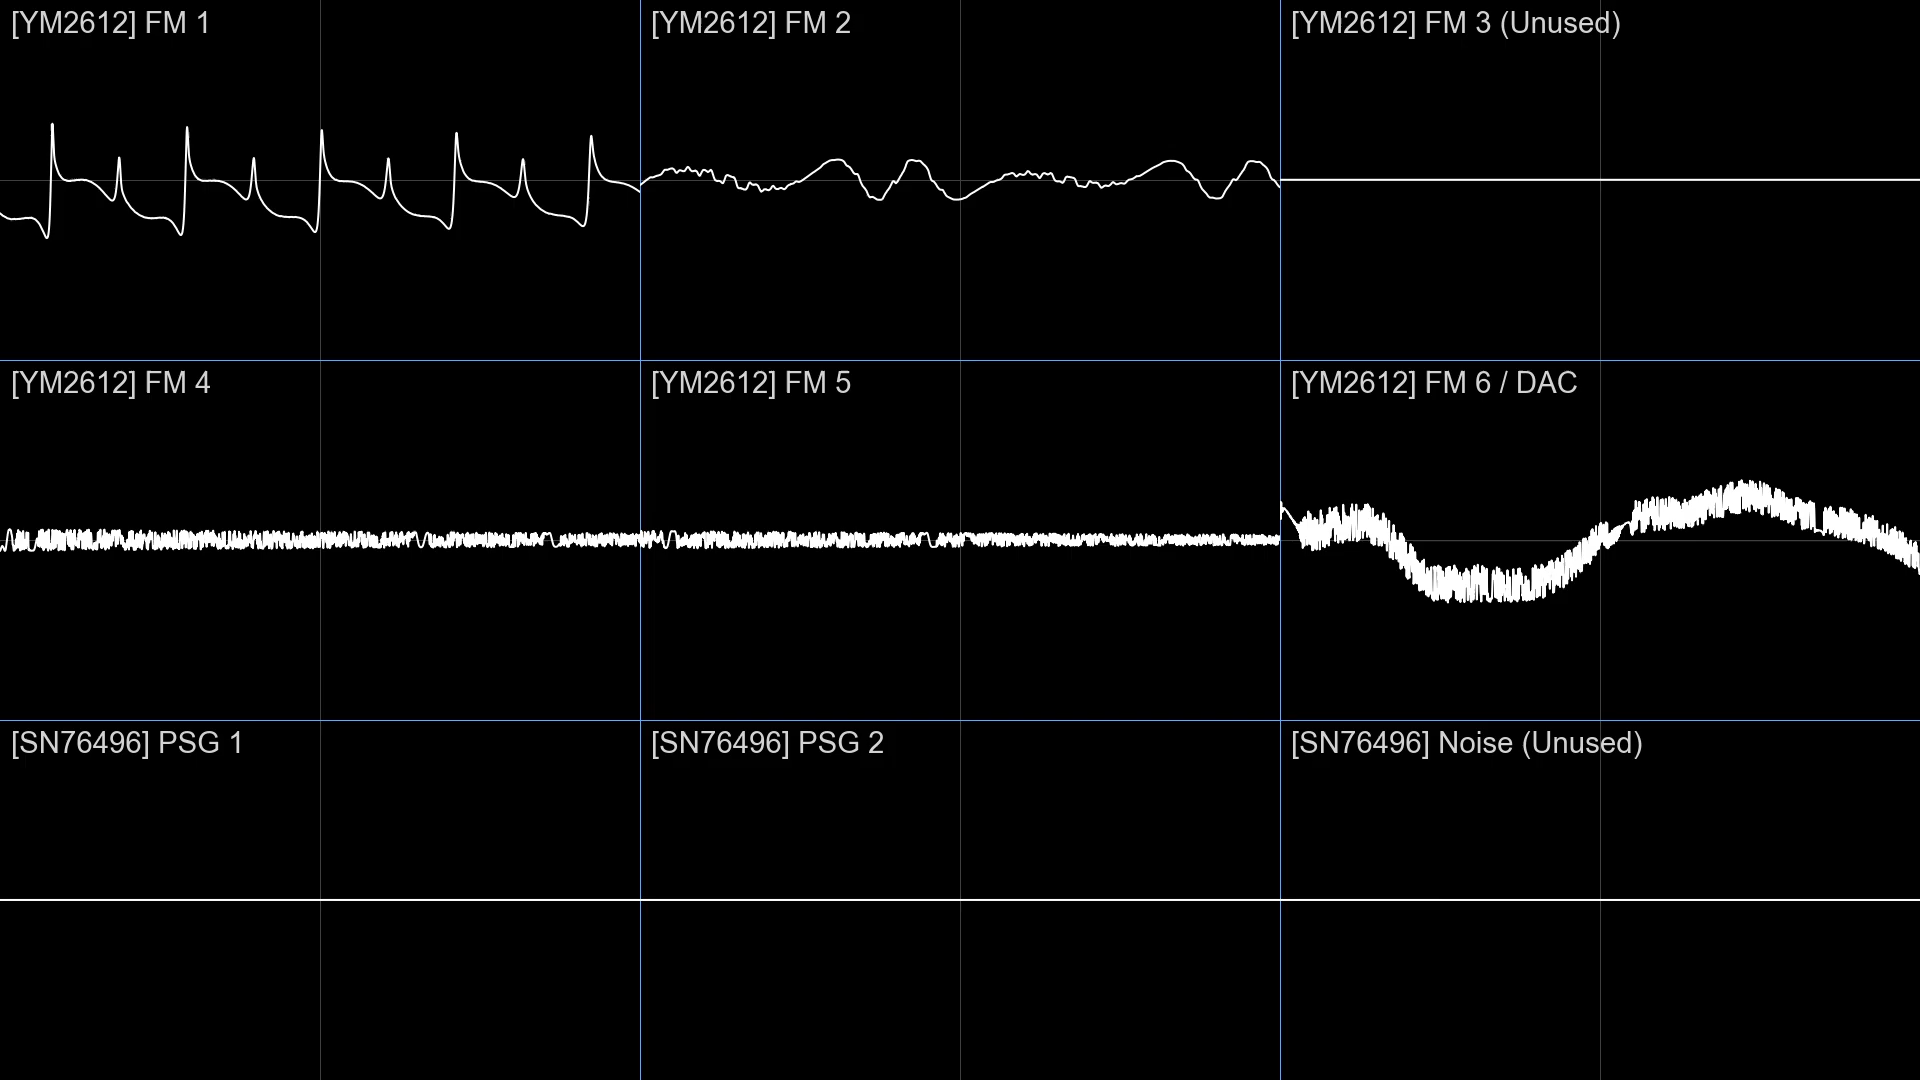 [YM2612] FM 1
[YM2612] FM 2
[YM2612] FM 3 (Unused)
[YM2612] FM 4
[YM2612] FM 5
[YM2612] FM 6 / DAC
[SN76496] PSG 1
[SN76496] PSG 2
[SN76496] Noise (Unused)